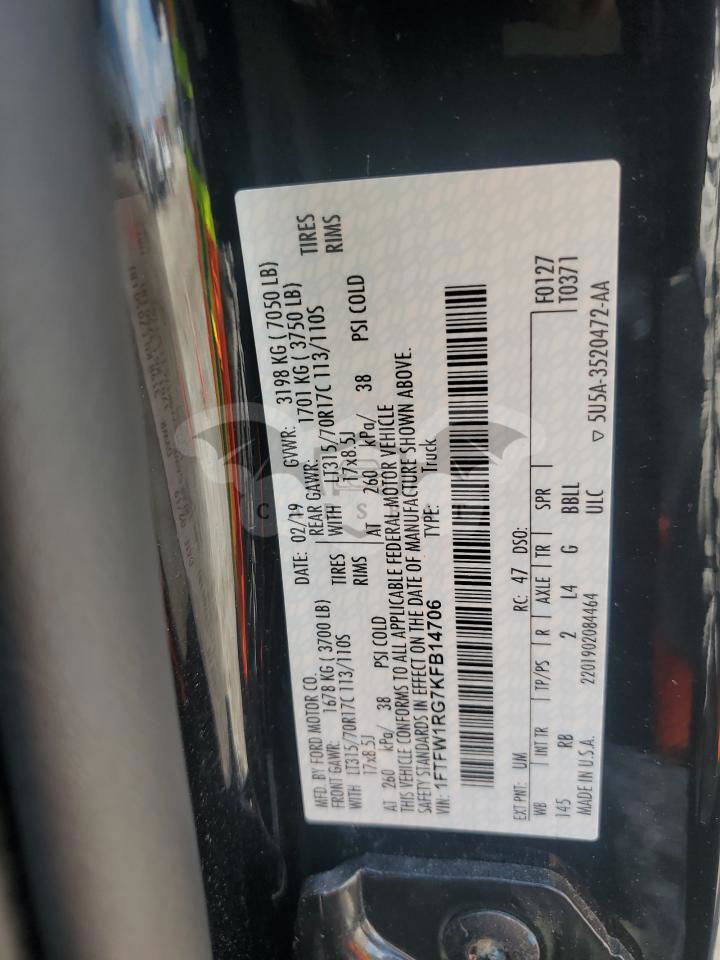 MFD. BY FORD MOTOR CO. DATE: 02/19 GVWR: 3198 KG ( 7050 LB)
FRONT GAWR: 1678 KG ( 3700 LB) REAR GAWR: 1701 KG ( 3750 LB)
WITH LT315/70R17C 113/110S TIRES WITH LT315/70R17C 113/110S TIRES
17x8.5J RIMS 17x8.5J RIMS
AT 260 kPa/ 38 PSI COLD AT 260 kPa/ 38 PSI COLD
THIS VEHICLE CONFORMS TO ALL APPLICABLE FEDERAL MOTOR VEHICLE
SAFETY STANDARDS IN EFFECT ON THE DATE OF MANUFACTURE SHOWN ABOVE.
VIN: 1FTFW1RG7KFB14706 TYPE: Truck
EXT PNT: UM RC: 47 DSO:
WB INT TR TP/PS R AXLE TR SPR F0127
145 RB 2 L4 G BBLL T0371
MADE IN U.S.A. 2201902084464 ULC
▽ 5U5A-3520472-AA